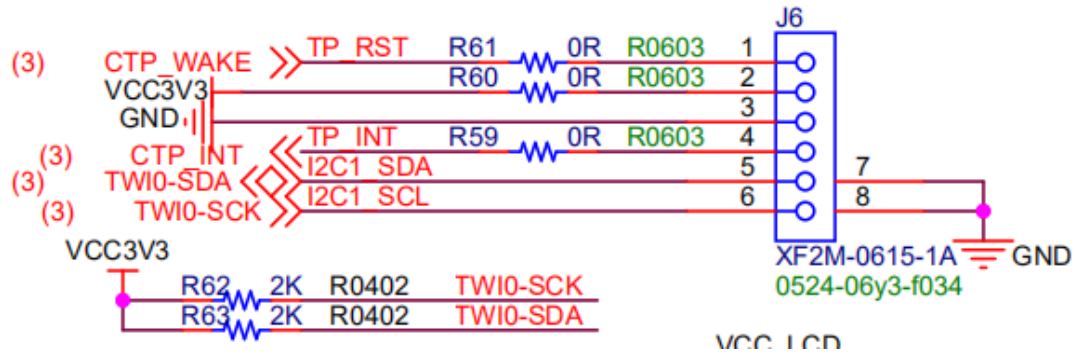 J6
(3) CTP_WAKE TP_RST R61 0R R0603 1
VCC3V3 R60 R0603 2
GND 3
(3) CTP_INT TP_INT R59 0R R0603 4
(3) TWI0-SDA I2C1_SDA 5 7
(3) TWI0-SCK I2C1_SCL 6 8
VCC3V3 XF2M-0615-1A GND
R62 2K R0402 TWI0-SCK 0524-06y3-f034
R63 2K R0402 TWI0-SDA
VCC LCD